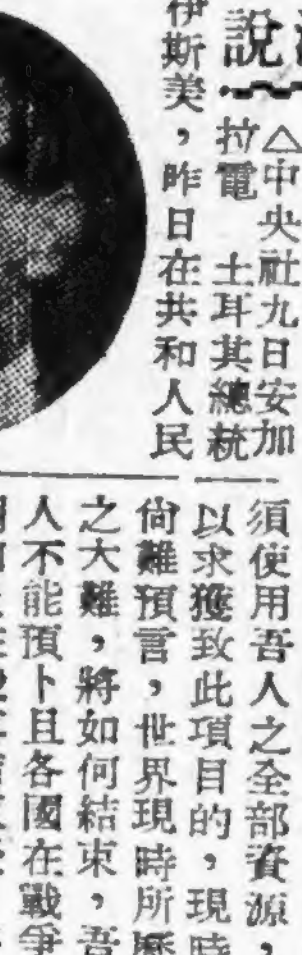 說
△中央社九日安加
拉電　土耳其總統
伊斯美，昨日在共和人民
須使用吾人之全部資源，
以求獲致此項目的，現時
尚難預言，世界現時所歷
之大難，將如何結束，吾
人不能預卜且各國在戰爭